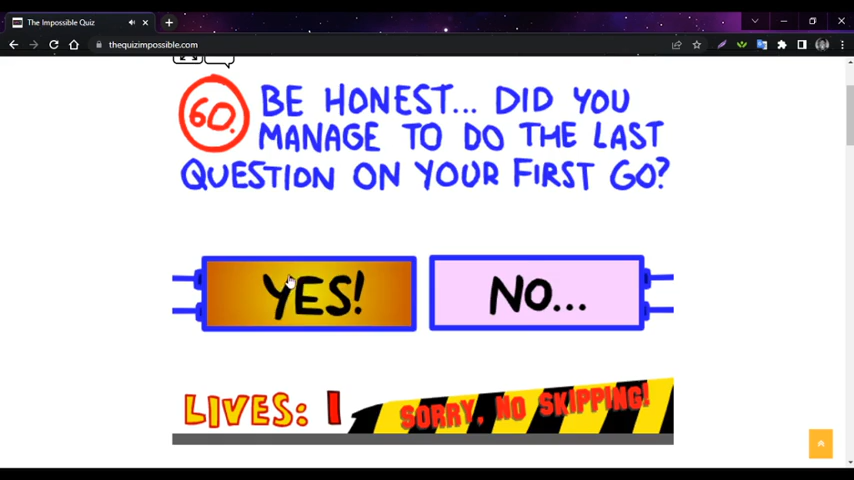 The Impossible Quiz
thequizimpossible.com
60. BE HONEST... DID YOU
MANAGE TO DO THE LAST
QUESTION ON YOUR FIRST GO?
YES!
NO...
LIVES: 1
SORRY, NO SKIPPING!